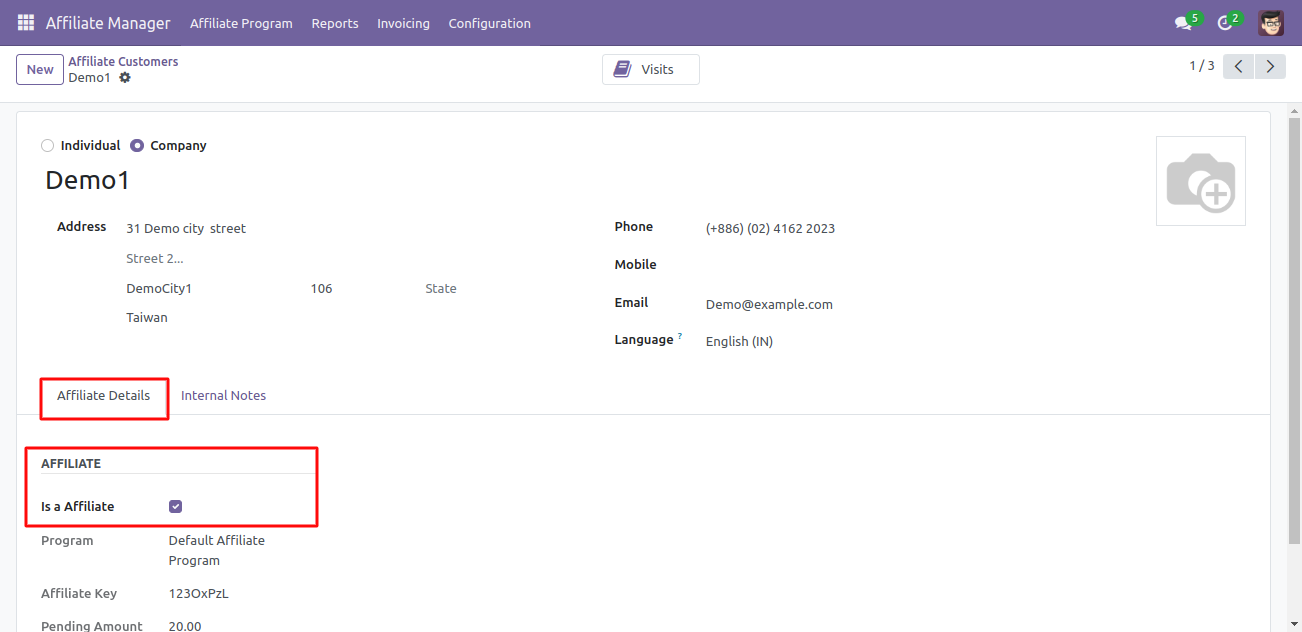 Affiliate Manager Affiliate Program Reports Invoicing Configuration 5 2
New Affiliate Customers
Demo1
Visits
1 / 3
Individual Company
Demo1
Address 31 Demo city street
Street 2...
DemoCity1 106 State
Taiwan
Phone (+886) (02) 4162 2023
Mobile
Email Demo@example.com
Language ? English (IN)
Affiliate Details Internal Notes
AFFILIATE
Is a Affiliate
Program Default Affiliate
Program
Affiliate Key 123OxPzL
Pending Amount 20.00